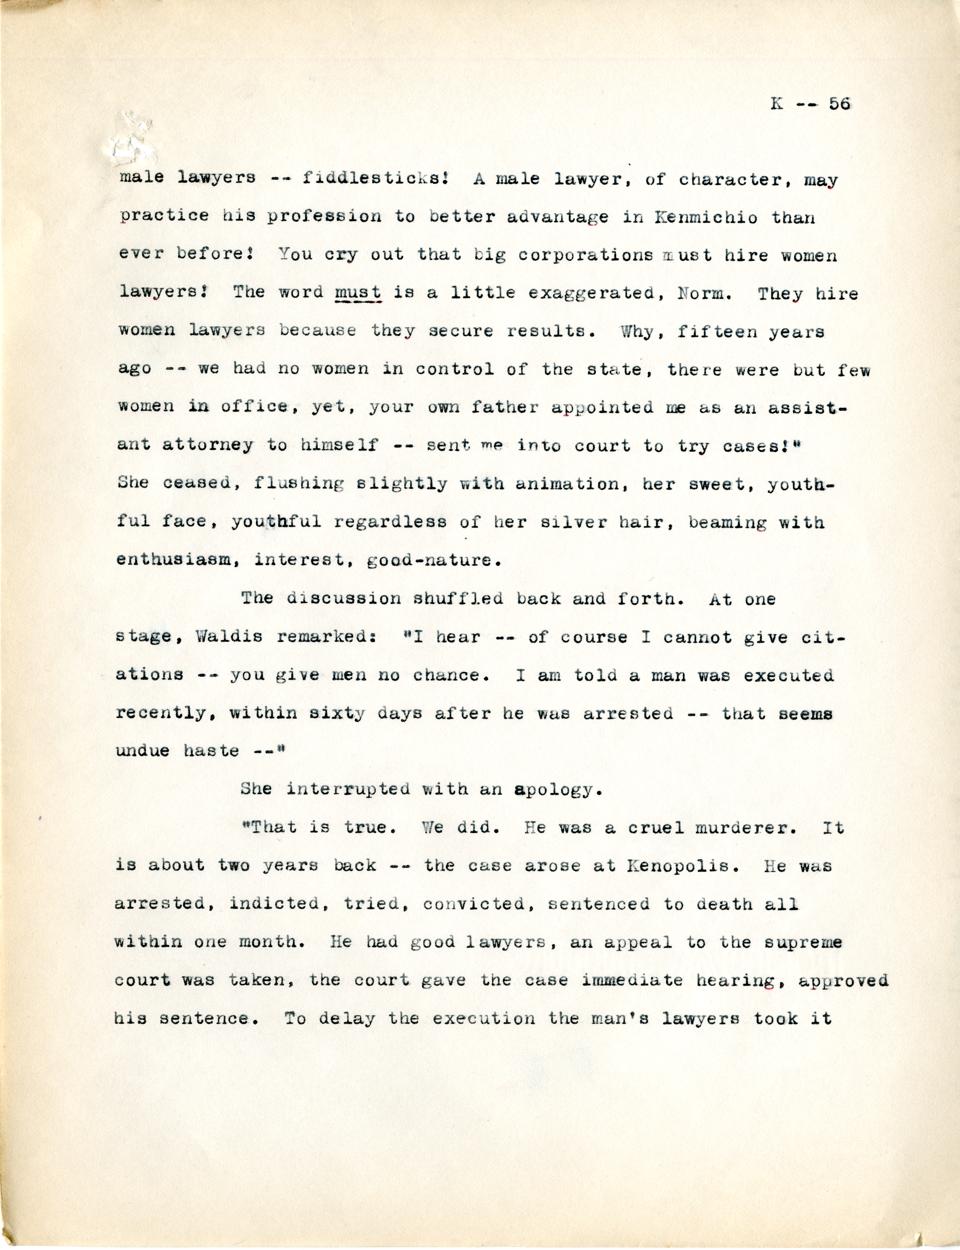 K -- 56
male lawyers -- fiddlesticks! A male lawyer, of character, may
practice his profession to better advantage in Kenmichio than
ever before! You cry out that big corporations must hire women
lawyers! The word must is a little exaggerated, Norm. They hire
women lawyers because they secure results. Why, fifteen years
ago -- we had no women in control of the state, there were but few
women in office, yet, your own father appointed me as an assist-
ant attorney to himself -- sent me into court to try cases!"
She ceased, flushing slightly with animation, her sweet, youth-
ful face, youthful regardless of her silver hair, beaming with
enthusiasm, interest, good-nature.
The discussion shuffled back and forth. At one
stage, Waldis remarked: "I hear -- of course I cannot give cit-
ations -- you give men no chance. I am told a man was executed
recently, within sixty days after he was arrested -- that seems
undue haste --"
She interrupted with an apology.
"That is true. We did. He was a cruel murderer. It
is about two years back -- the case arose at Kenopolis. He was
arrested, indicted, tried, convicted, sentenced to death all
within one month. He had good lawyers, an appeal to the supreme
court was taken, the court gave the case immediate hearing, approved
his sentence. To delay the execution the man's lawyers took it